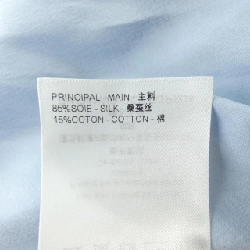 PRINCIPAL - MAIN - 主料
85%SOIE - SILK - 桑蚕丝
15%COTON - COTTON - 棉